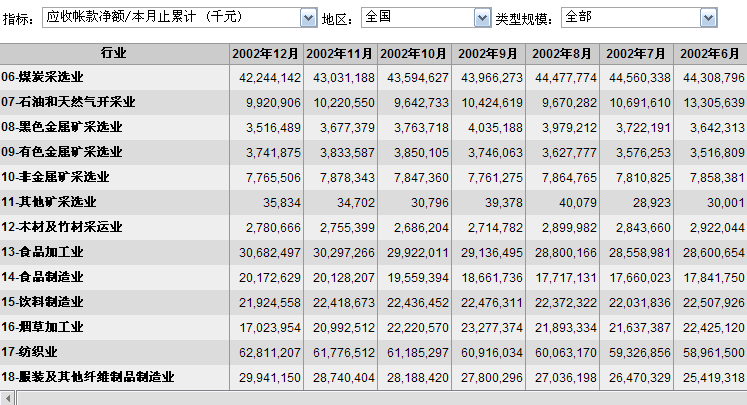 指标： 应收帐款净额/本月止累计 (千元) 地区： 全国 类型规模： 全部
行业 2002年12月 2002年11月 2002年10月 2002年9月 2002年8月 2002年7月 2002年6月
06-煤炭采选业 42,244,142 43,031,188 43,594,627 43,966,273 44,477,774 44,560,338 44,308,796
07-石油和天然气开采业 9,920,906 10,220,550 9,642,733 10,424,619 9,670,282 10,691,610 13,305,639
08-黑色金属矿采选业 3,516,489 3,677,379 3,763,718 4,035,188 3,979,212 3,722,191 3,642,313
09-有色金属矿采选业 3,741,875 3,833,587 3,850,105 3,746,063 3,627,777 3,576,253 3,516,809
10-非金属矿采选业 7,765,506 7,878,343 7,847,360 7,761,275 7,864,765 7,810,825 7,858,381
11-其他矿采选业 35,834 34,702 30,796 39,378 40,079 28,923 30,001
12-木材及竹材采运业 2,780,666 2,755,399 2,686,204 2,714,782 2,899,982 2,843,660 2,922,044
13-食品加工业 30,682,497 30,297,266 29,922,011 29,136,495 28,800,166 28,558,981 28,600,654
14-食品制造业 20,172,629 20,128,207 19,559,394 18,661,736 17,717,131 17,660,023 17,841,750
15-饮料制造业 21,924,558 22,418,673 22,436,452 22,476,311 22,372,322 22,031,836 22,507,926
16-烟草加工业 17,023,954 20,992,512 22,220,570 23,277,374 21,893,334 21,637,387 22,425,120
17-纺织业 62,811,207 61,776,512 61,185,297 60,916,034 60,063,170 59,326,856 58,961,500
18-服装及其他纤维制品制造业 29,941,150 28,740,404 28,188,420 27,800,296 27,036,198 26,470,329 25,419,318